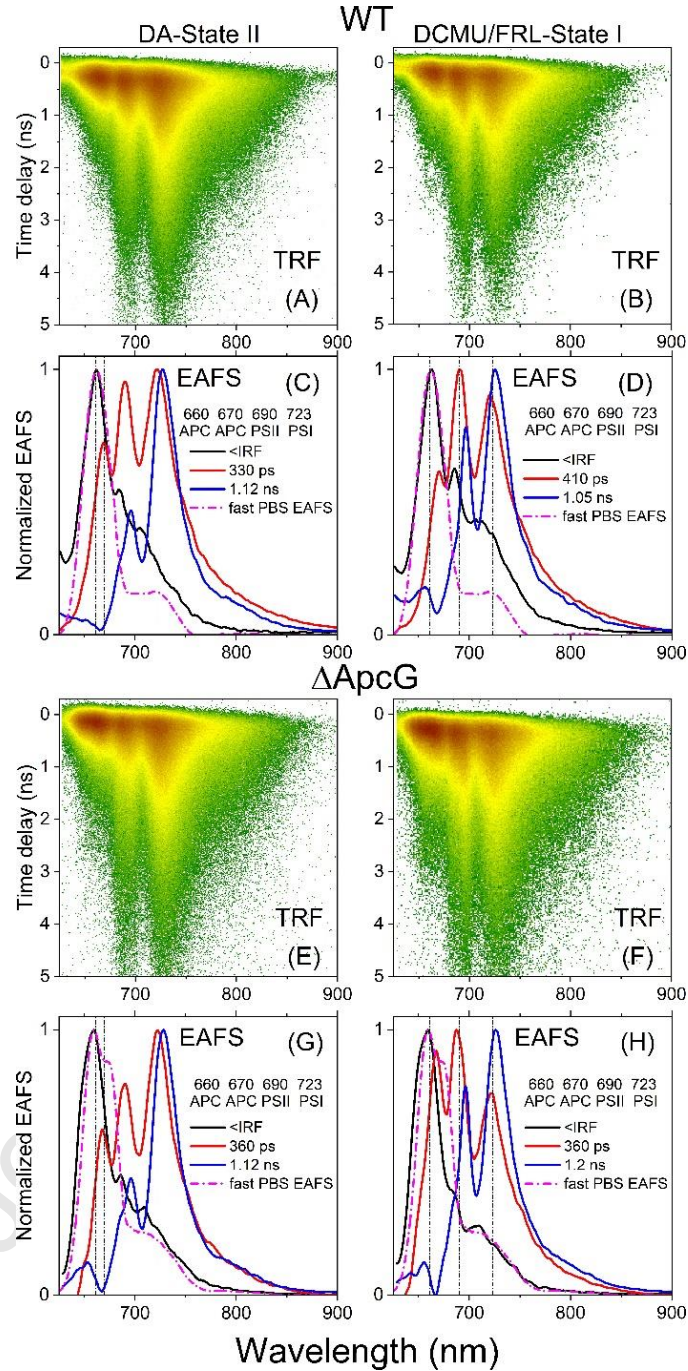 WT
DA-State II
DCMU/FRL-State I
Time delay (ns)
0
1
2
3
4
5
TRF
(A)
TRF
(B)
700 800 900
700 800 900
Normalized EAFS
1
0
EAFS
(C)
660 670 690 723
APC APC PSII PSI
<IRF
330 ps
1.12 ns
fast PBS EAFS
1
0
EAFS
(D)
660 670 690 723
APC APC PSII PSI
<IRF
410 ps
1.05 ns
fast PBS EAFS
700 800 900
700 800 900
ΔApcG
Time delay (ns)
0
1
2
3
4
5
TRF
(E)
0
1
2
3
4
5
TRF
(F)
700 800 900
700 800 900
Normalized EAFS
1
0
EAFS
(G)
660 670 690 723
APC APC PSII PSI
<IRF
360 ps
1.12 ns
fast PBS EAFS
1
0
EAFS
(H)
660 670 690 723
APC APC PSII PSI
<IRF
360 ps
1.2 ns
fast PBS EAFS
700 800 900
700 800 900
Wavelength (nm)